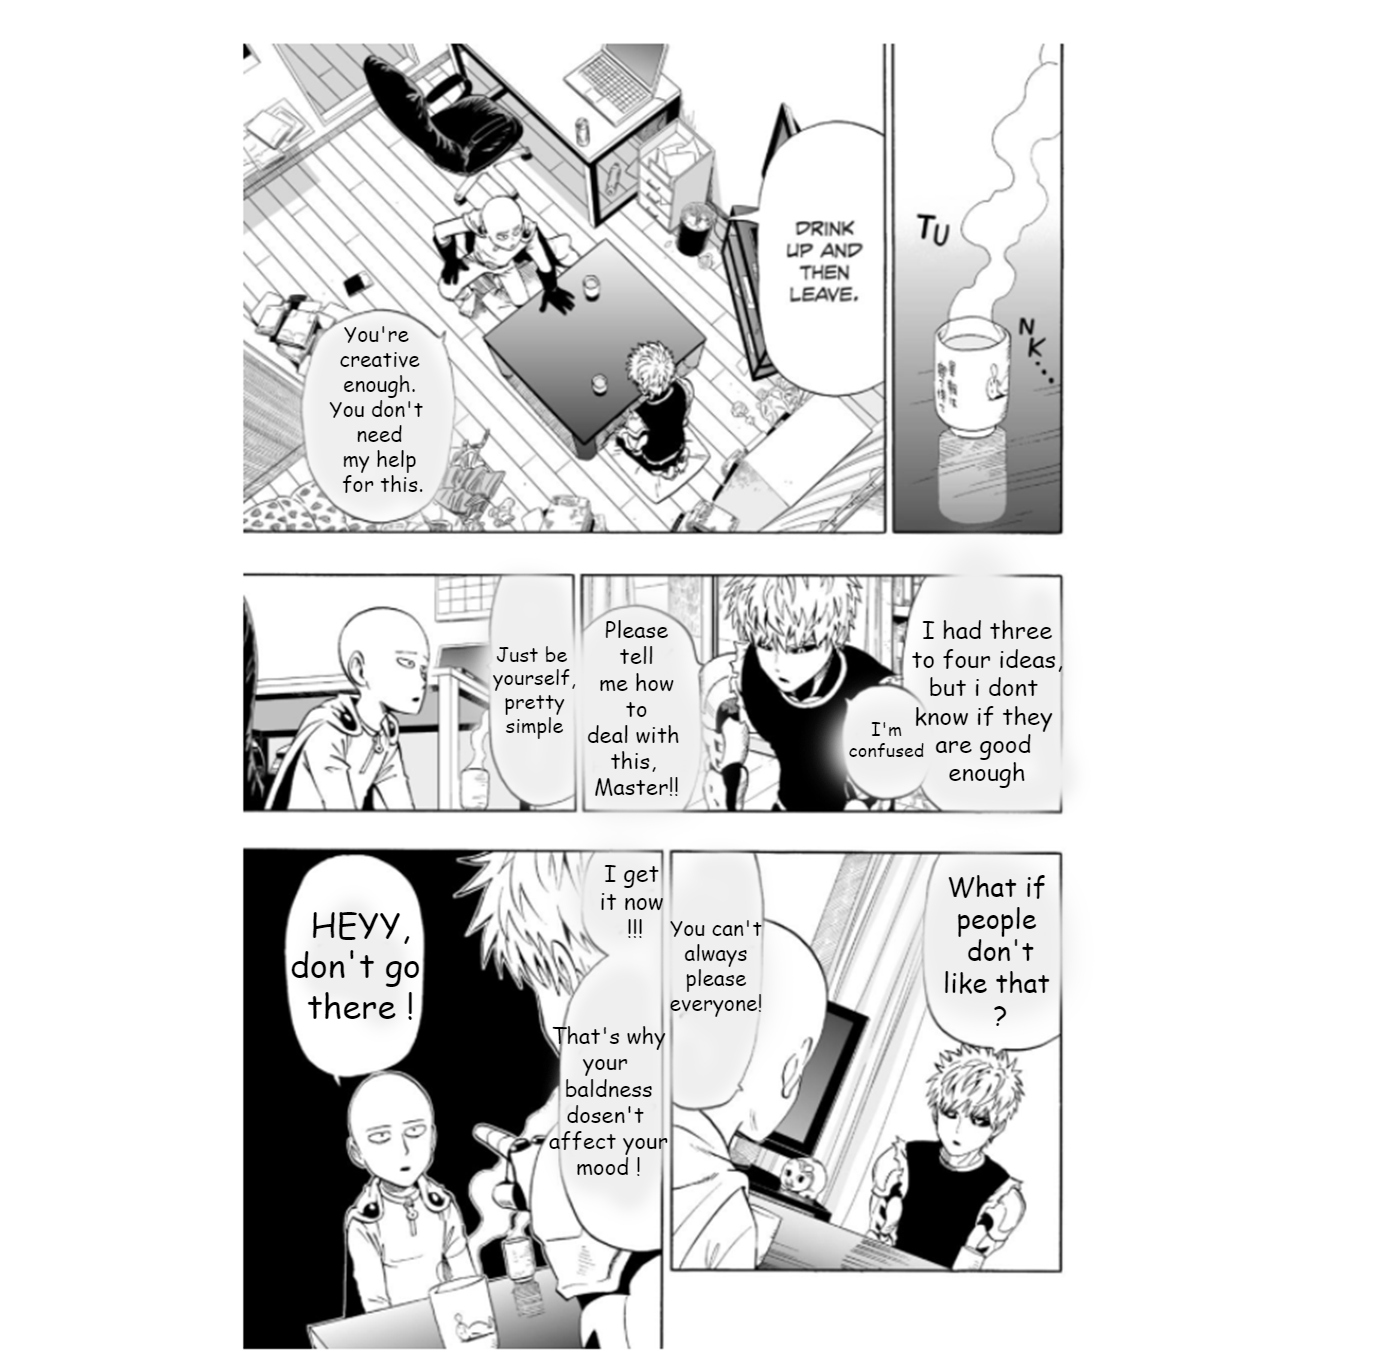 TU
NK...
DRINK
UP AND
THEN
LEAVE.
You're
creative
enough.
You don't
need
my help
for this.
I had three
to four ideas,
but i dont
know if they
are good
enough
I'm
confused
Please
tell
me how
to
deal with
this,
Master!!
Just be
yourself,
pretty
simple
What if
people
don't
like that
?
You can't
always
please
everyone!
I get
it now
!!!
That's why
your
baldness
dosen't
affect your
mood !
HEYY,
don't go
there !